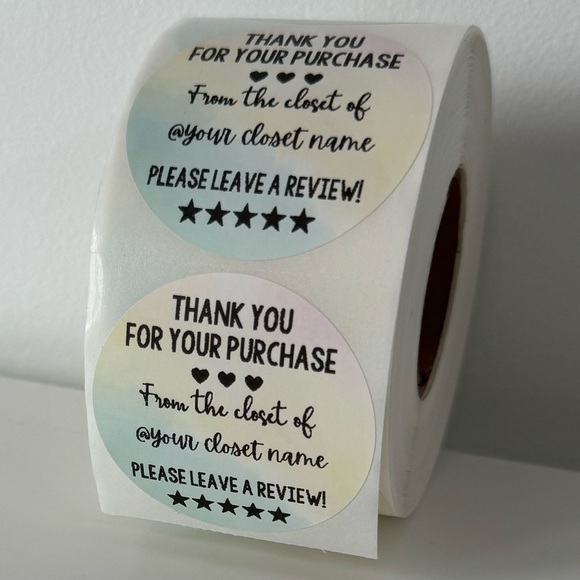 THANK YOU
FOR YOUR PURCHASE
From the closet of
@your closet name
PLEASE LEAVE A REVIEW!
THANK YOU
FOR YOUR PURCHASE
From the closet of
@your closet name
PLEASE LEAVE A REVIEW!